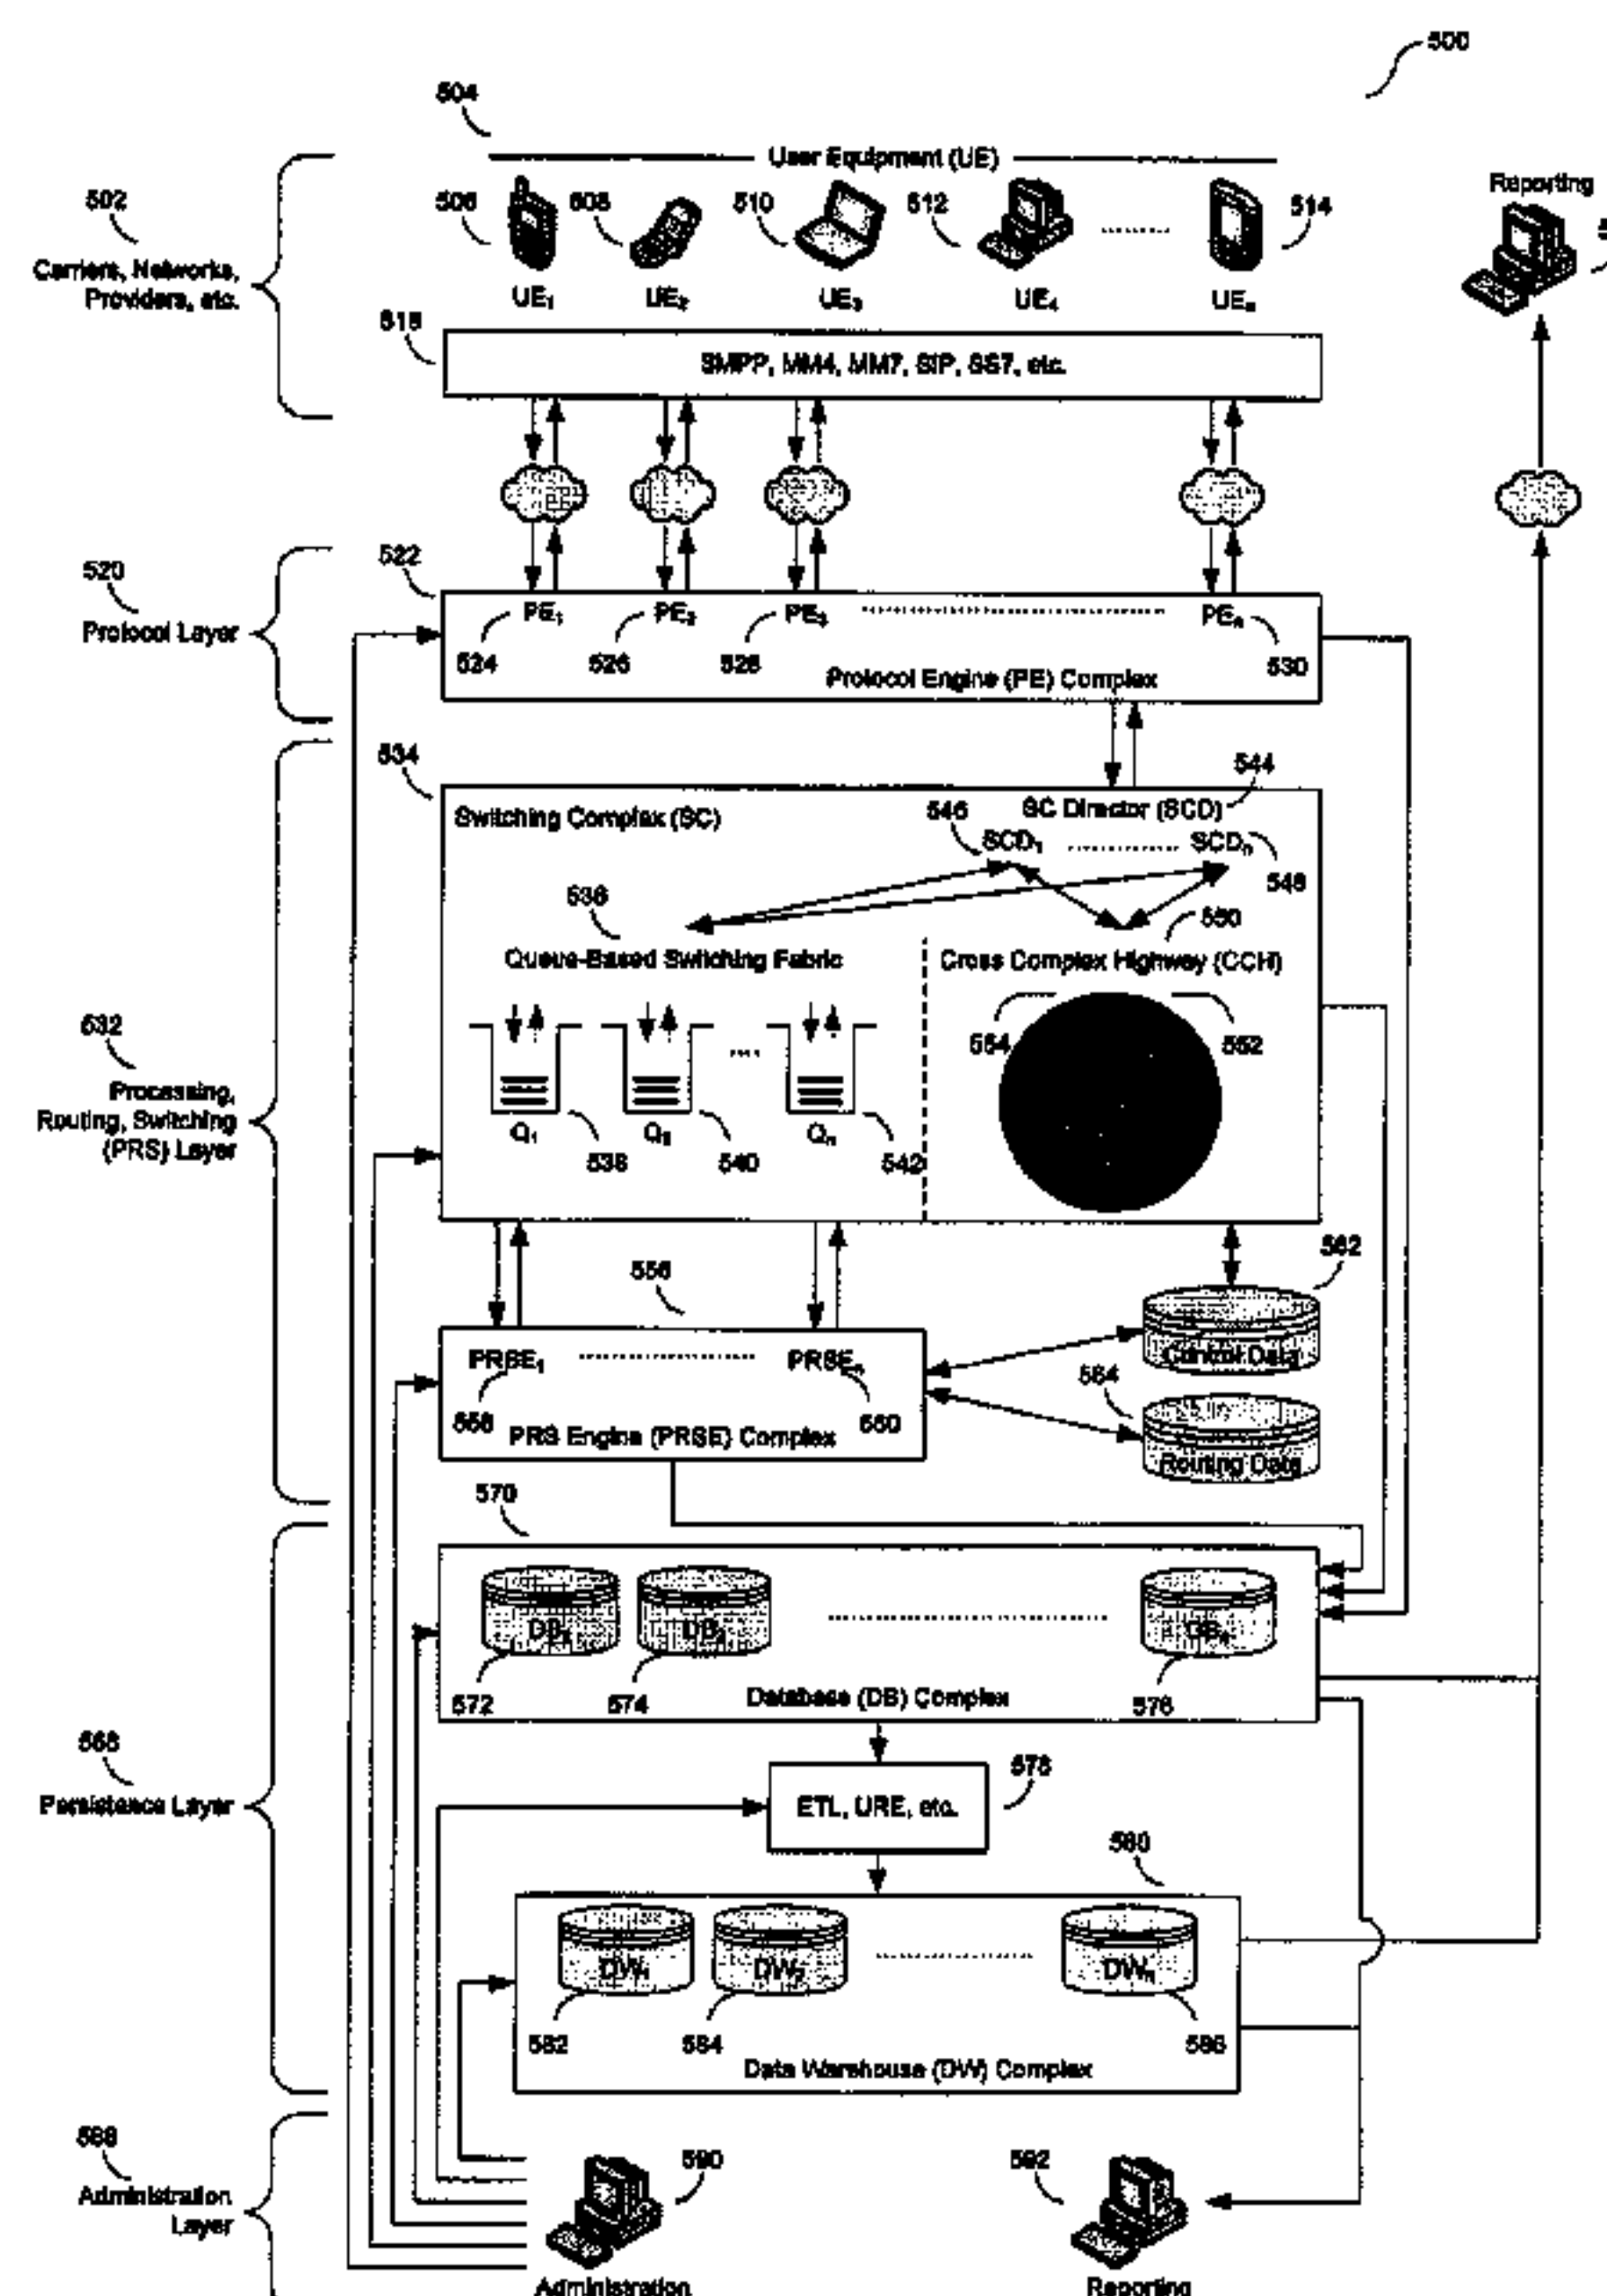 500
504
User Equipment (UE)
502
506
508
510
512
514
Reporting
Carriers, Networks,
Providers, etc.
UE1
UE2
UE3
UE4
UEn
518
SMPP, MM4, MM7, SIP, SS7, etc.
520
522
Protocol Layer
PE1
PE2
PE3
PEn
524
526
528
530
Protocol Engine (PE) Complex
534
544
Switching Complex (SC)
546
SC Director (SCD)
SCD1
SCDn
548
536
550
Queue-Based Switching Fabric
Cross Complex Highway (CCH)
532
554
552
Processing,
Routing, Switching
(PRS) Layer
Q1
Q2
Qn
538
540
542
562
556
PRSE1
PRSEn
Control Data
564
558
560
PRS Engine (PRSE) Complex
Routing Data
570
DB1
DB2
DBn
572
574
576
Database (DB) Complex
568
Persistence Layer
578
ETL, URE, etc.
580
DW1
DW2
DWn
582
584
586
Data Warehouse (DW) Complex
588
Administration
Layer
590
592
Administration
Reporting